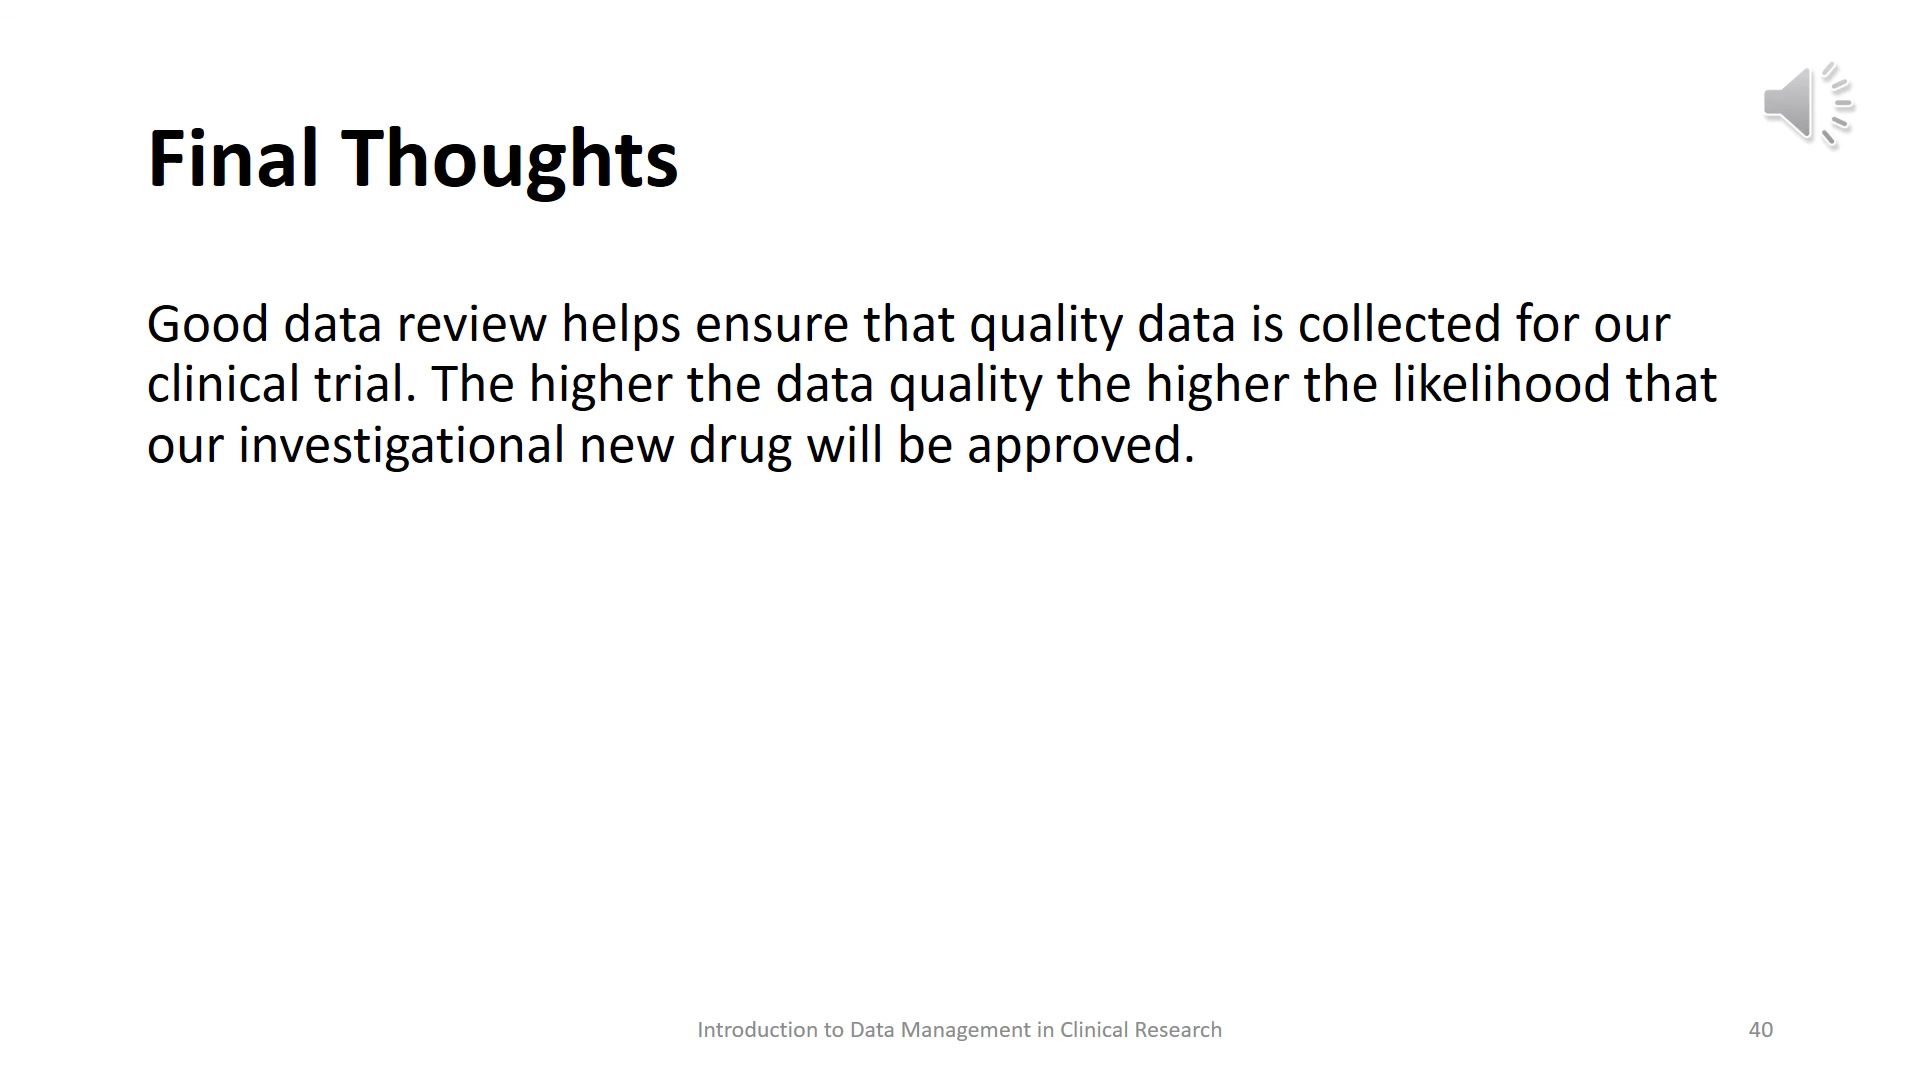 Final Thoughts
Good data review helps ensure that quality data is collected for our
clinical trial. The higher the data quality the higher the likelihood that
our investigational new drug will be approved.
Introduction to Data Management in Clinical Research
40